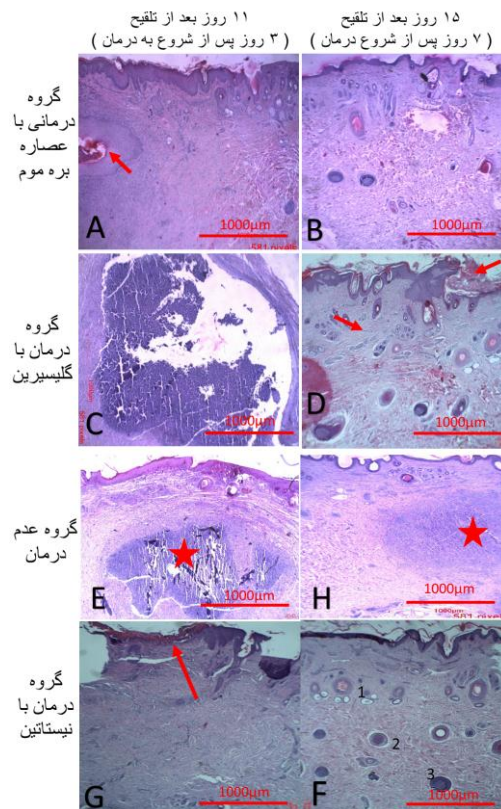 ۱۱ روز بعد از تلقیح
( ۳ روز پس از شروع به درمان )
۱۵ روز بعد از تلقیح
( ۷ روز پس از شروع درمان )
گروه
درمانی با
عصاره
بره موم
A
1000µm
B
1000µm
گروه
درمان با
گلیسیرین
C
1000µm
D
1000µm
گروه عدم
درمان
E
1000µm
H
1000µm
1000µm
گروه
درمان با
نیستاتین
G
1000µm
1
2
3
F
1000µm